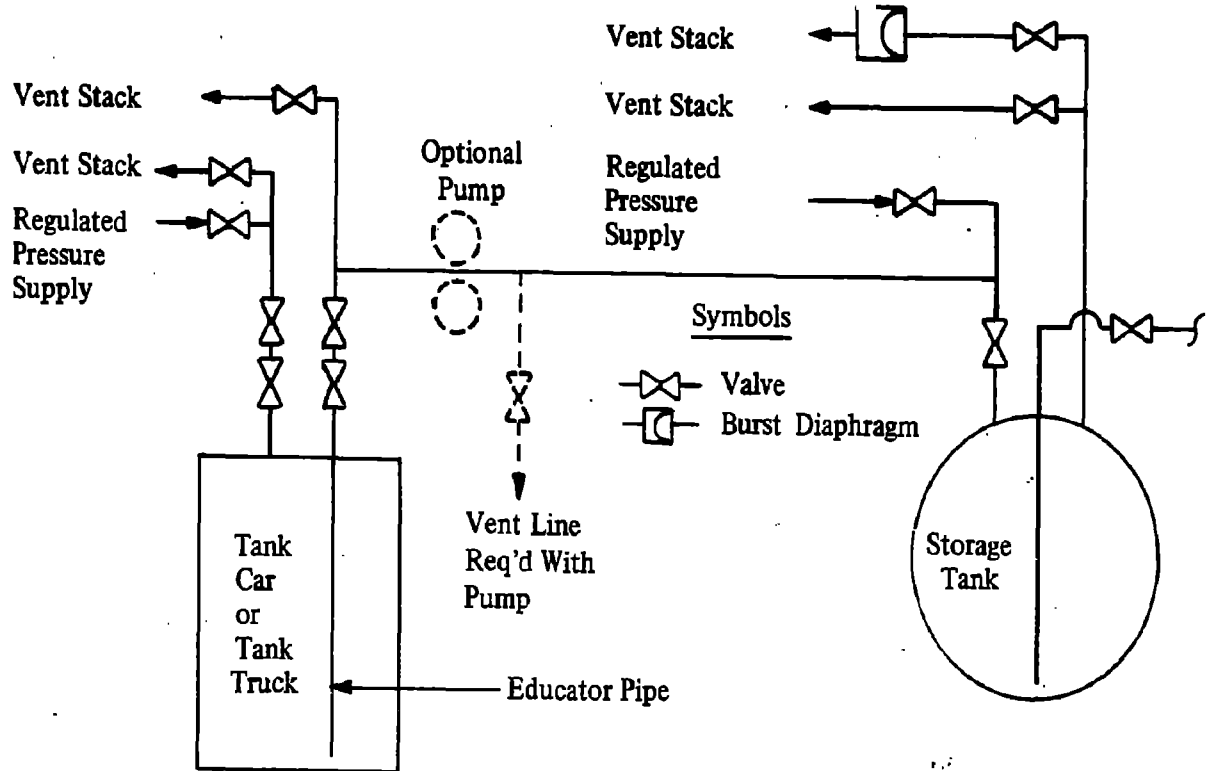 Vent Stack
Vent Stack
Regulated
Pressure
Supply
Optional
Pump
Vent Stack
Vent Stack
Regulated
Pressure
Supply
Symbols
Valve
Burst Diaphragm
Vent Line
Req'd With
Pump
Tank
Car
or
Tank
Truck
Educator Pipe
Storage
Tank